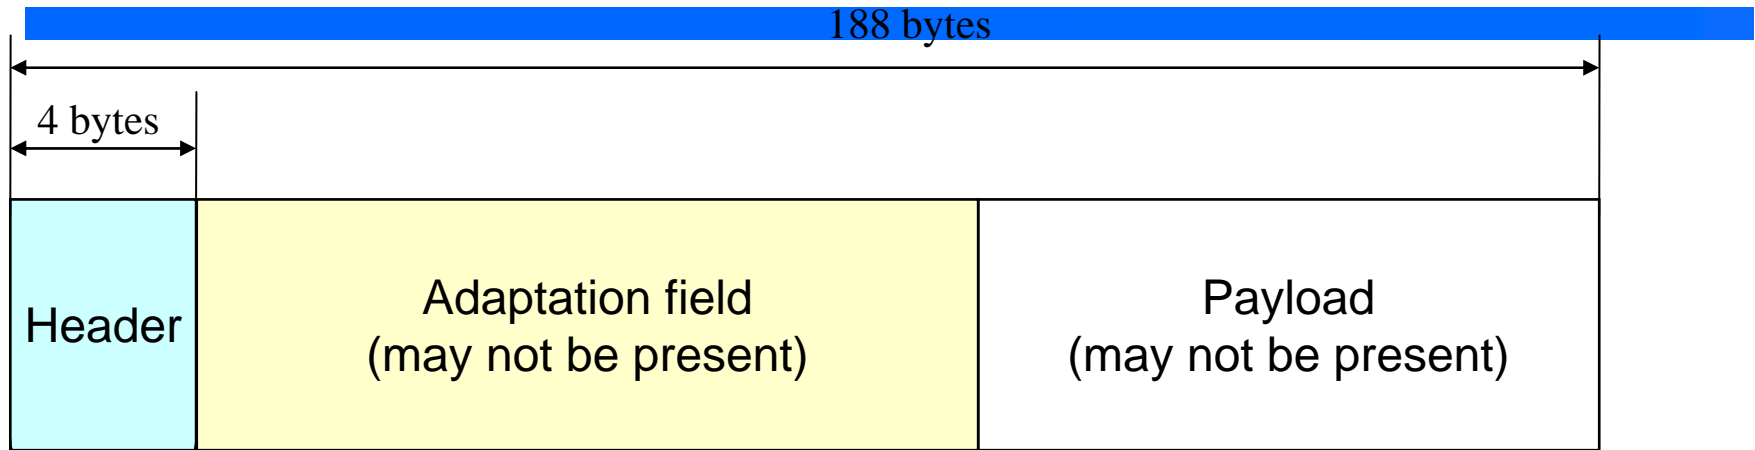 188 bytes
4 bytes
Header
Adaptation field
(may not be present)
Payload
(may not be present)